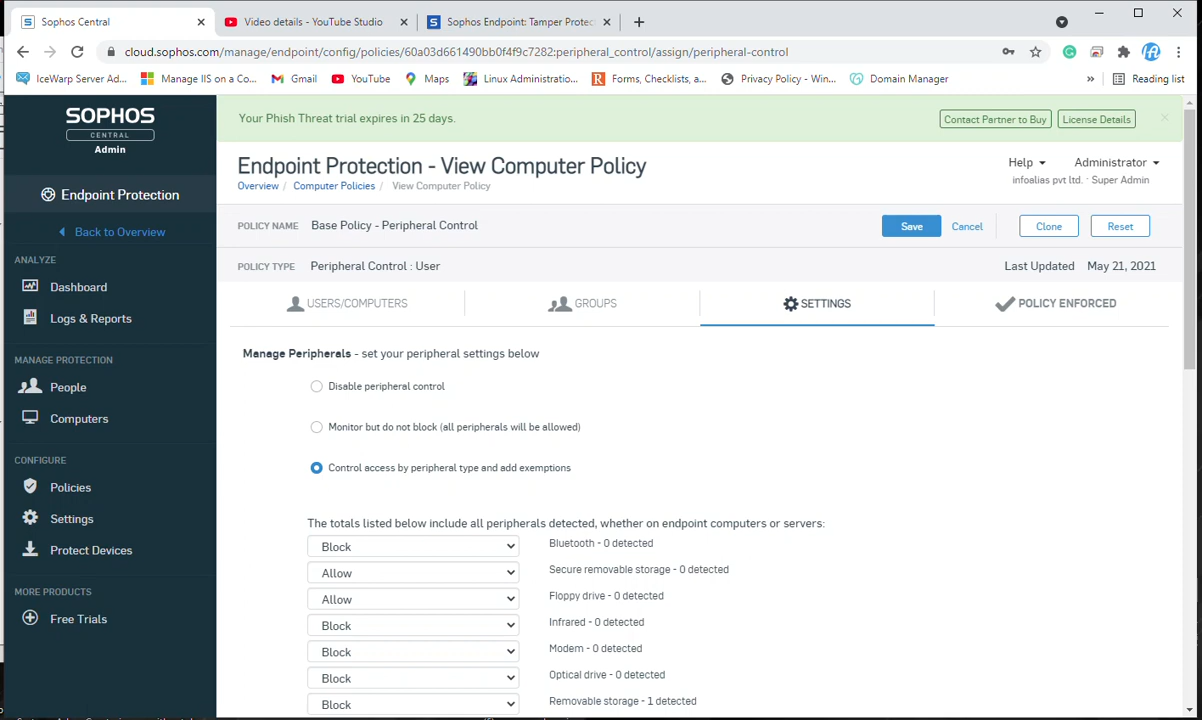 Sophos Central
Video details - YouTube Studio
Sophos Endpoint: Tamper Protec
cloud.sophos.com/manage/endpoint/config/policies/60a03d661490bb0f4f9c7282:peripheral_control/assign/peripheral-control
IceWarp Server Ad...
Manage IIS on a Co...
Gmail
YouTube
Maps
Linux Administratio...
Forms, Checklists, a...
Privacy Policy - Win...
Domain Manager
»
Reading list
SOPHOS
CENTRAL
Admin
Your Phish Threat trial expires in 25 days.
Contact Partner to Buy
License Details
Endpoint Protection
Back to Overview
ANALYZE
Dashboard
Logs & Reports
MANAGE PROTECTION
People
Computers
CONFIGURE
Policies
Settings
Protect Devices
MORE PRODUCTS
Free Trials
Endpoint Protection - View Computer Policy
Overview / Computer Policies / View Computer Policy
Help
Administrator
infoalias pvt ltd. · Super Admin
POLICY NAME Base Policy - Peripheral Control
Save
Cancel
Clone
Reset
POLICY TYPE Peripheral Control : User
Last Updated May 21, 2021
USERS/COMPUTERS
GROUPS
SETTINGS
POLICY ENFORCED
Manage Peripherals - set your peripheral settings below
Disable peripheral control
Monitor but do not block (all peripherals will be allowed)
Control access by peripheral type and add exemptions
The totals listed below include all peripherals detected, whether on endpoint computers or servers:
Block Bluetooth - 0 detected
Allow Secure removable storage - 0 detected
Allow Floppy drive - 0 detected
Block Infrared - 0 detected
Block Modem - 0 detected
Block Optical drive - 0 detected
Block Removable storage - 1 detected